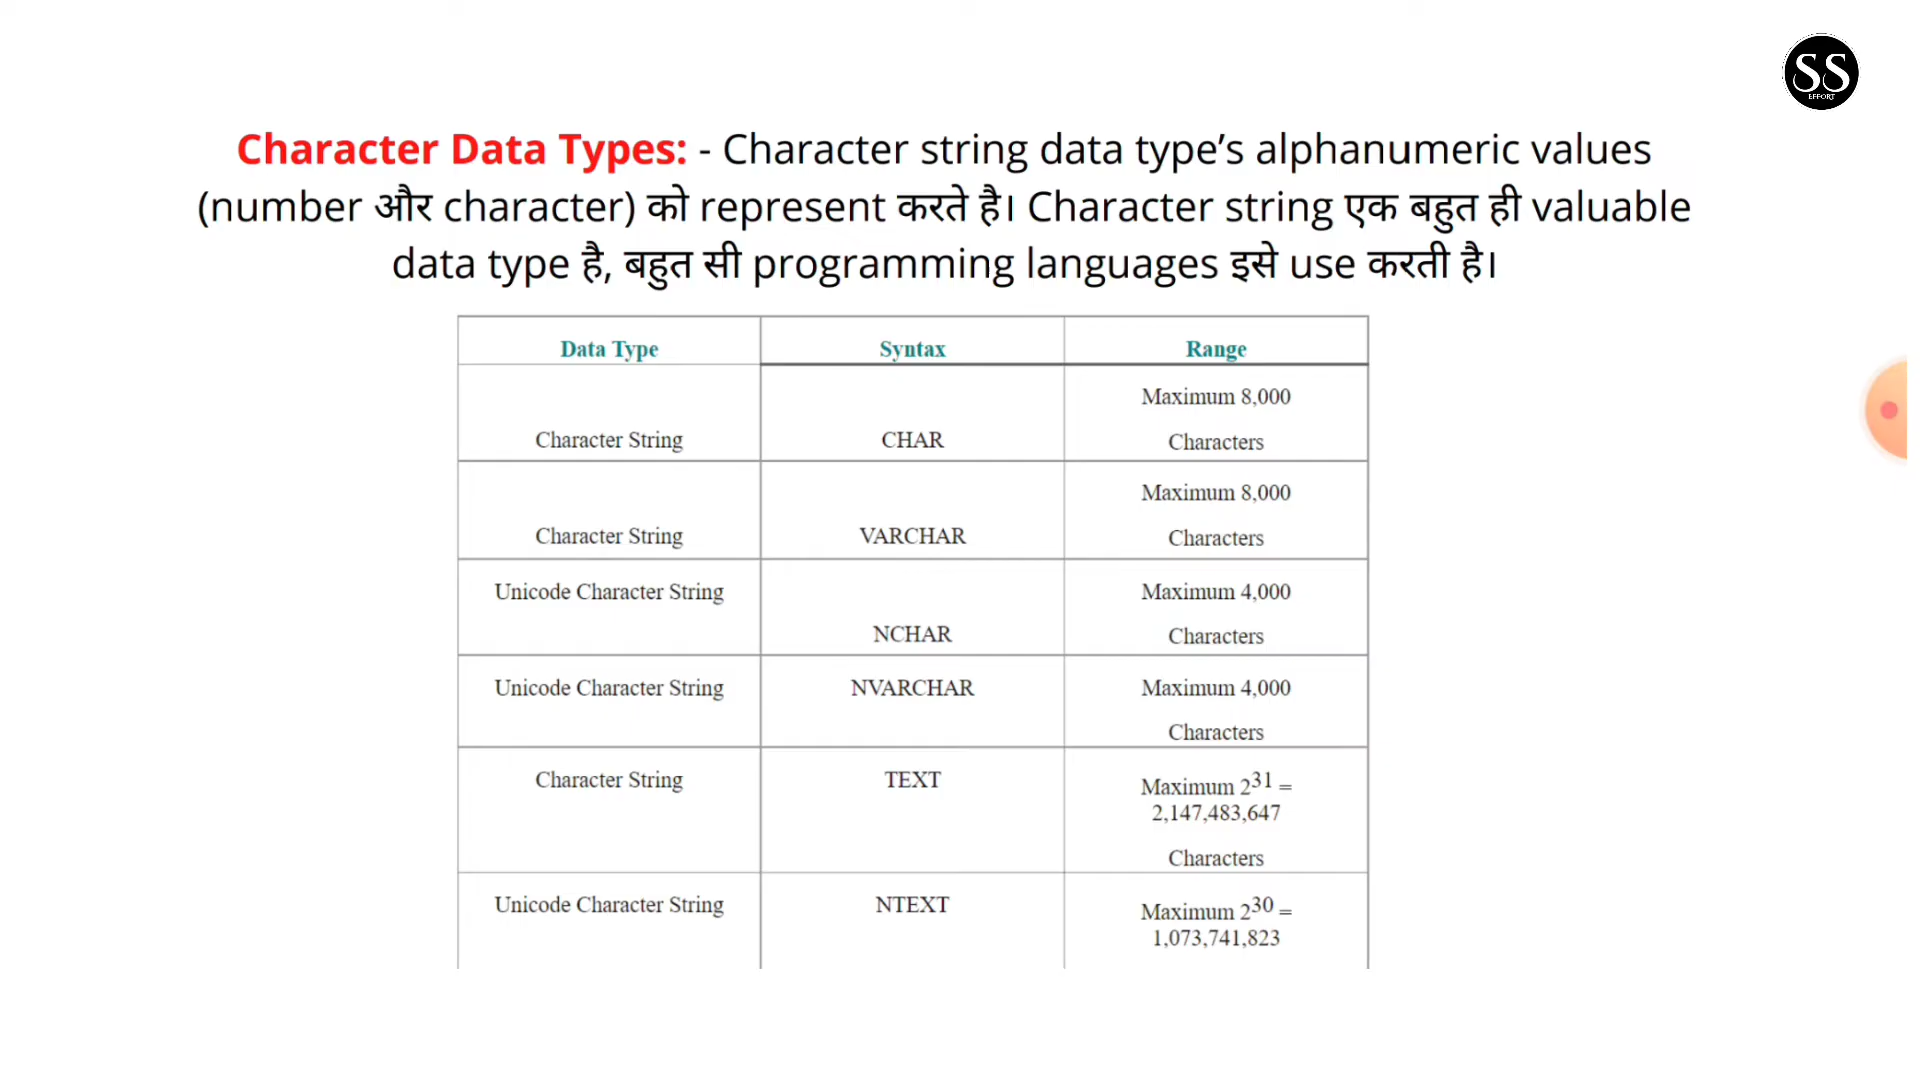 SS
EFFORT
Character Data Types: - Character string data type’s alphanumeric values
(number और character) को represent करते है। Character string एक बहुत ही valuable
data type है, बहुत सी programming languages इसे use करती है।
Data Type Syntax Range
Maximum 8,000
Character String CHAR Characters
Maximum 8,000
Character String VARCHAR Characters
Unicode Character String Maximum 4,000
NCHAR Characters
Unicode Character String NVARCHAR Maximum 4,000
Characters
Character String TEXT Maximum 2^31 =
2,147,483,647
Characters
Unicode Character String NTEXT Maximum 2^30 =
1,073,741,823